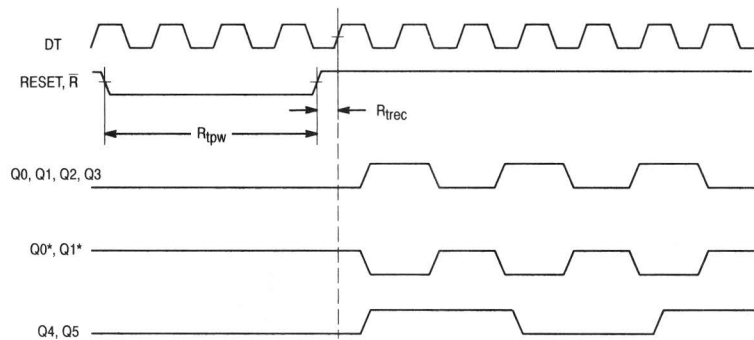 DT
RESET, R̅
Rtrec
Rtpw
Q0, Q1, Q2, Q3
Q0*, Q1*
Q4, Q5